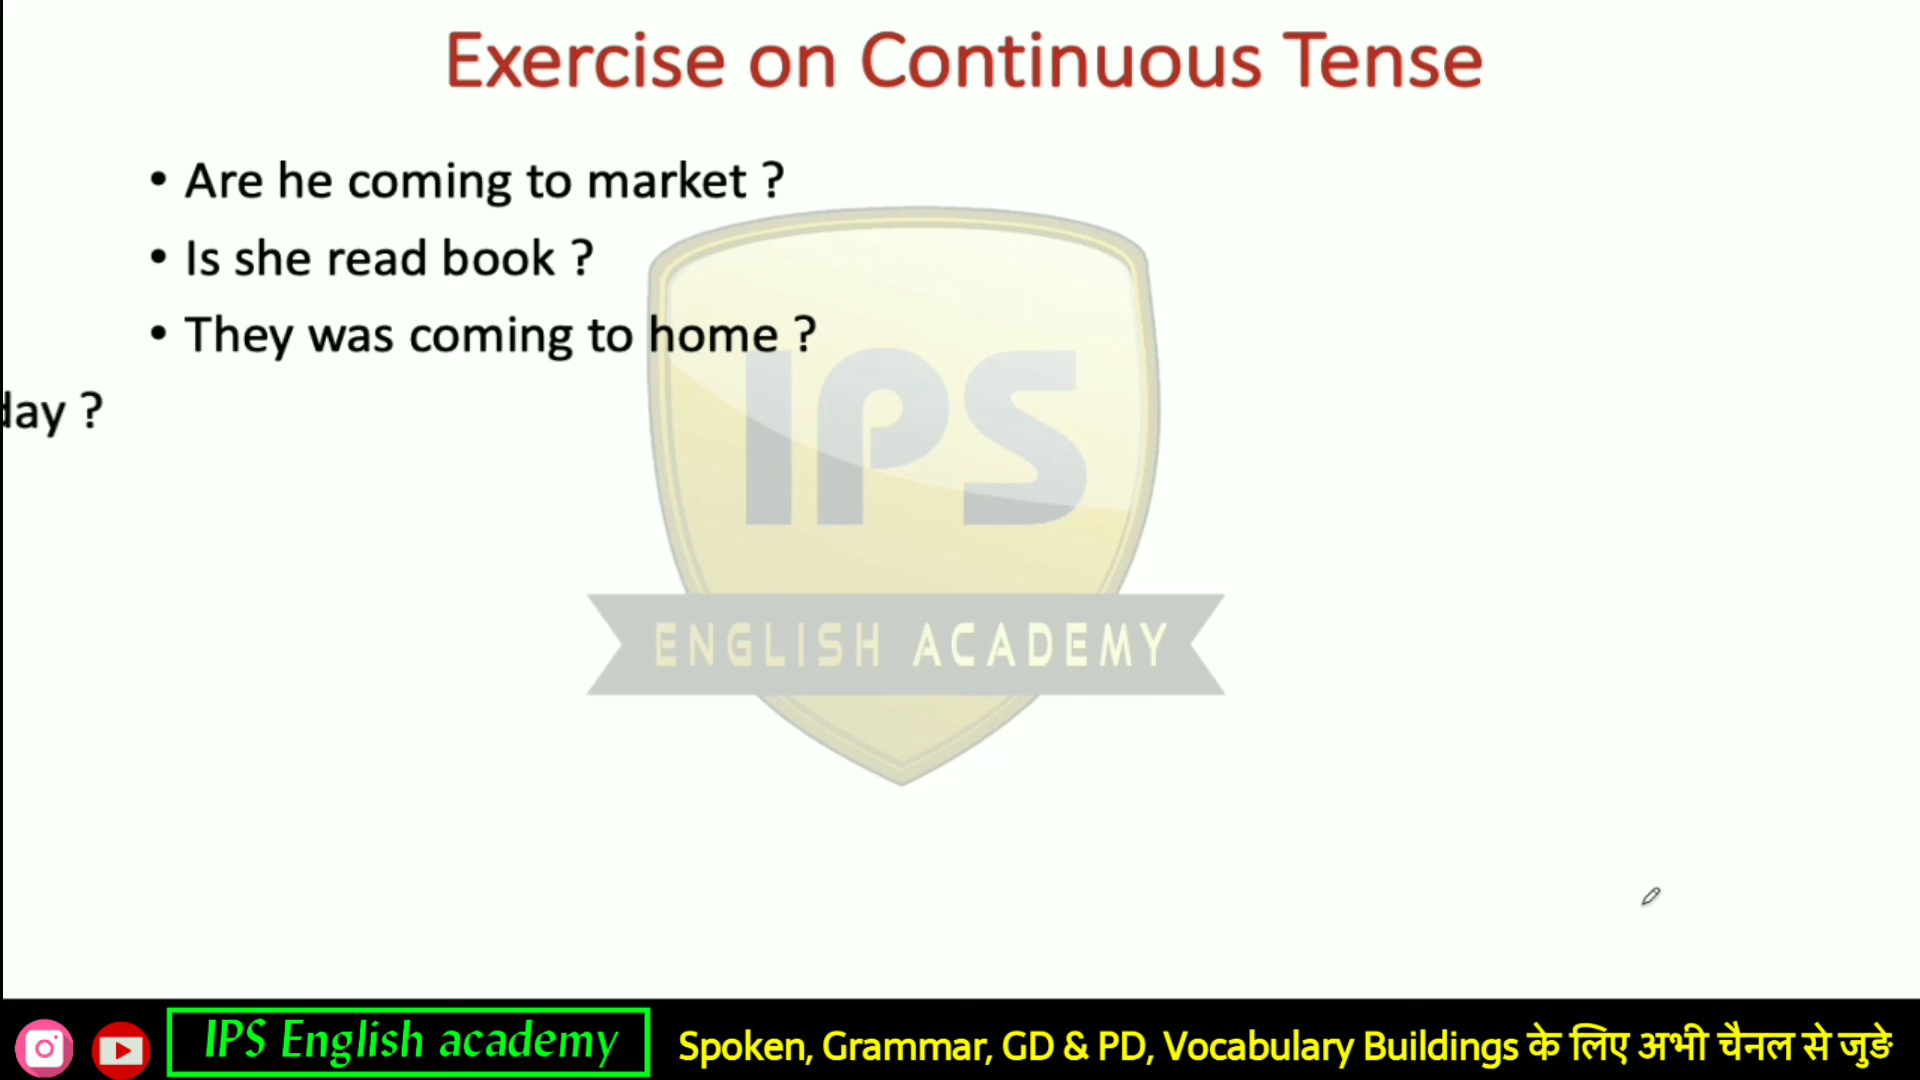 Exercise on Continuous Tense
• Are he coming to market ?
• Is she read book ?
• They was coming to home ?
day ?
IPS
ENGLISH ACADEMY
IPS English academy
Spoken, Grammar, GD & PD, Vocabulary Buildings के लिए अभी चैनल से जुङे